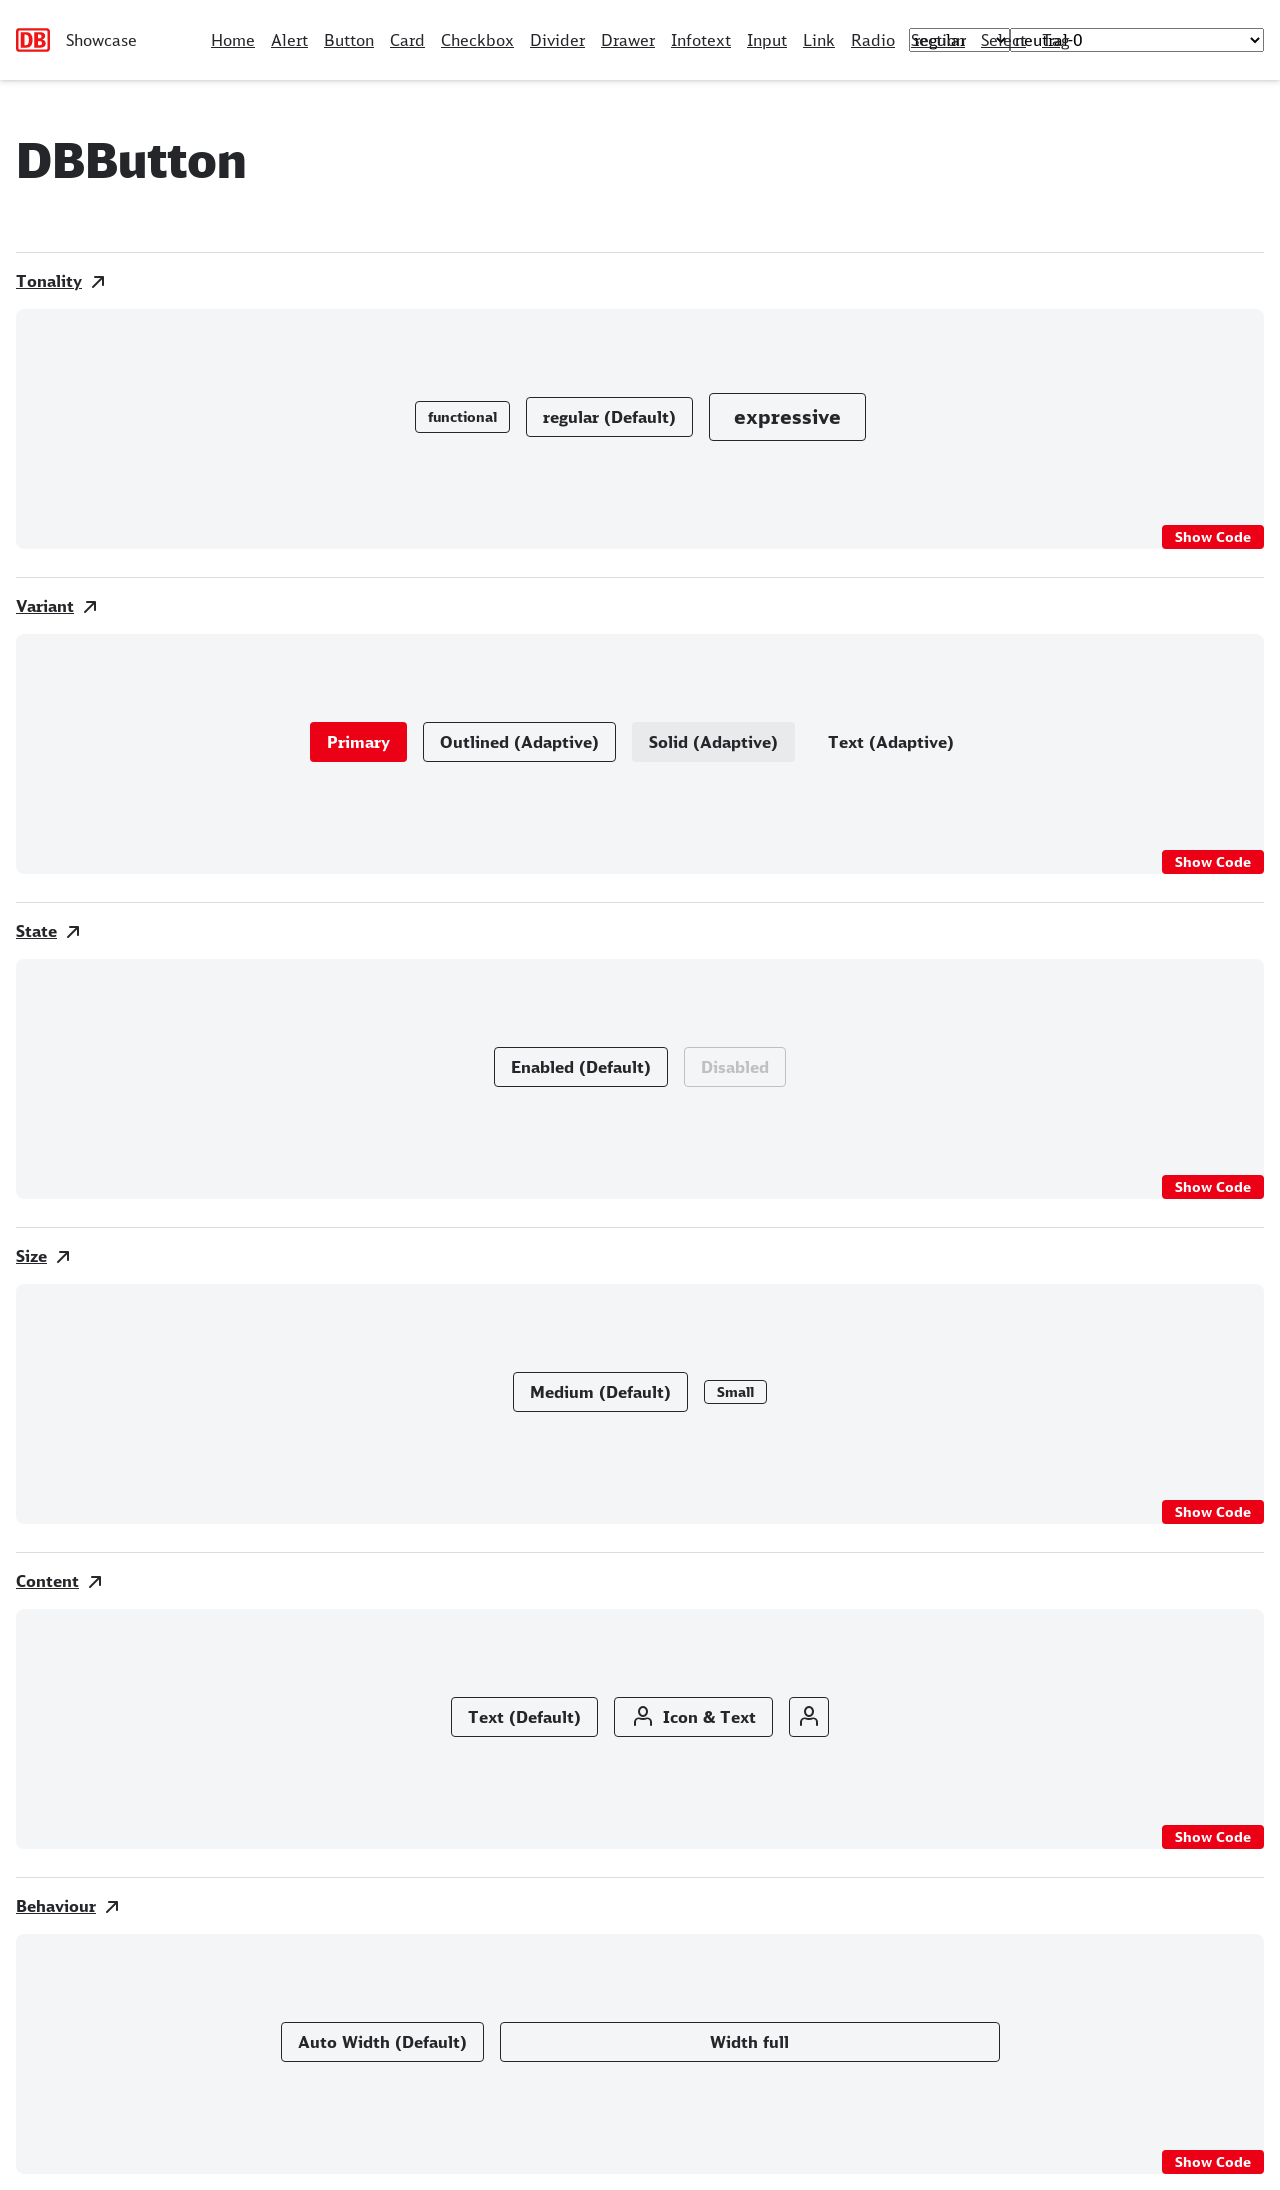 DB Showcase Home Alert Button Card Checkbox Divider Drawer Infotext Input Link Radio Section Select Tag regular neutral-0
DBButton
Tonality
functional regular (Default) expressive
Show Code
Variant
Primary Outlined (Adaptive) Solid (Adaptive) Text (Adaptive)
Show Code
State
Enabled (Default) Disabled
Show Code
Size
Medium (Default) Small
Show Code
Content
Text (Default) Icon & Text
Show Code
Behaviour
Auto Width (Default) Width full
Show Code